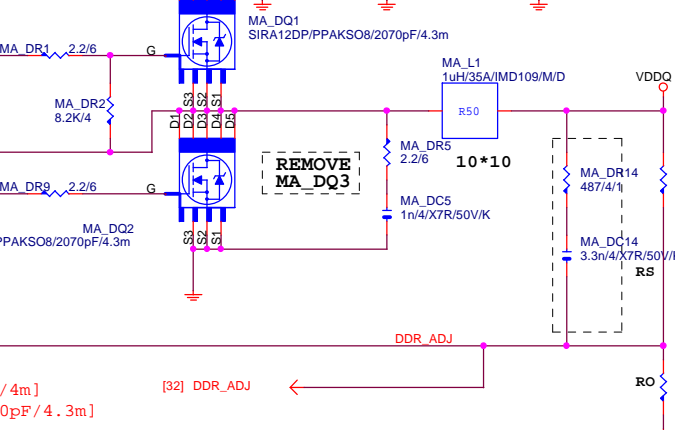 MA_DQ1
SIRA12DP/PPAKSO8/2070pF/4.3m
MA_DR1 2.2/6
G
MA_L1
1uH/35A/IMD109/M/D
VDDQ
S3
S2
S1
MA_DR2
8.2K/4
R50
D1
D2
D3
D4
D5
MA_DR5
2.2/6
10*10
REMOVE
MA_DQ3
MA_DR14
487/4/1
MA_DR9 2.2/6
G
MA_DC5
1n/4/X7R/50V/K
MA_DQ2
PPAKSO8/2070pF/4.3m
S3
S2
S1
MA_DC14
3.3n/4/X7R/50V/
RS
DDR_ADJ
[32] DDR_ADJ
RO
/4m]
0pF/4.3m]